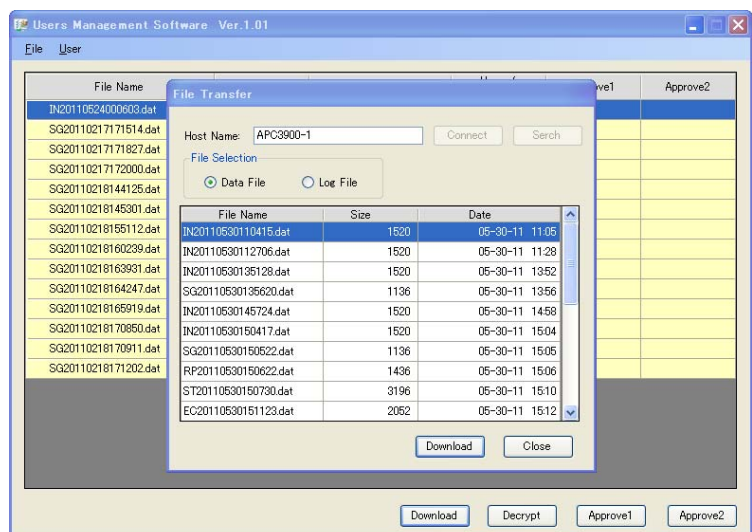 Users Management Software Ver.1.01
File User
File Name
Approve2
IN20110524000603.dat
SG20110217171514.dat
SG20110217171827.dat
SG20110217172000.dat
SG20110218144125.dat
SG20110218145301.dat
SG20110218155112.dat
SG20110218160239.dat
SG20110218163931.dat
SG20110218164247.dat
SG20110218165919.dat
SG20110218170850.dat
SG20110218170911.dat
SG20110218171202.dat
File Transfer
Host Name: APC3900-1 Connect Serch
File Selection
Data File Log File
File Name Size Date
IN20110530110415.dat 1520 05-30-11 11:05
IN20110530112706.dat 1520 05-30-11 11:28
IN20110530135128.dat 1520 05-30-11 13:52
SG20110530135620.dat 1136 05-30-11 13:56
IN20110530145724.dat 1520 05-30-11 14:58
IN20110530150417.dat 1520 05-30-11 15:04
SG20110530150522.dat 1136 05-30-11 15:05
RP20110530150622.dat 1436 05-30-11 15:06
ST20110530150730.dat 3196 05-30-11 15:10
EC20110530151123.dat 2052 05-30-11 15:12
Download Close
Download Decrypt Approve1 Approve2